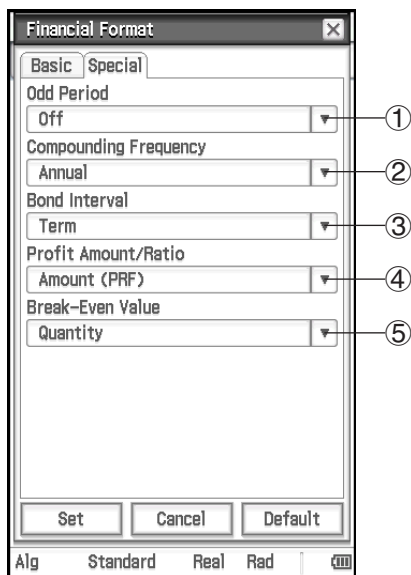 Financial Format
Basic Special
Odd Period
Off ①
Compounding Frequency
Annual ②
Bond Interval
Term ③
Profit Amount/Ratio
Amount (PRF) ④
Break-Even Value
Quantity ⑤
Set Cancel Default
Alg Standard Real Rad